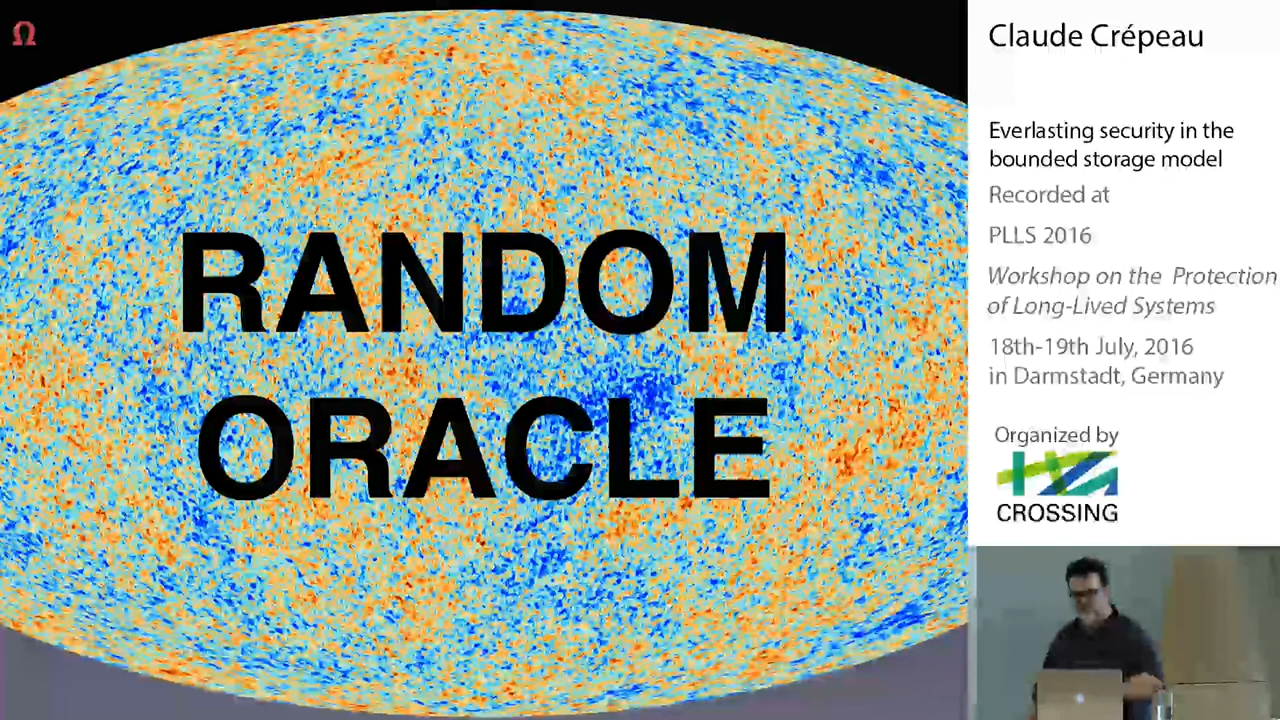 Ω
RANDOM
ORACLE
Claude Crépeau
Everlasting security in the
bounded storage model
Recorded at
PLLS 2016
Workshop on the Protection
of Long-Lived Systems
18th-19th July, 2016
in Darmstadt, Germany
Organized by
CROSSING